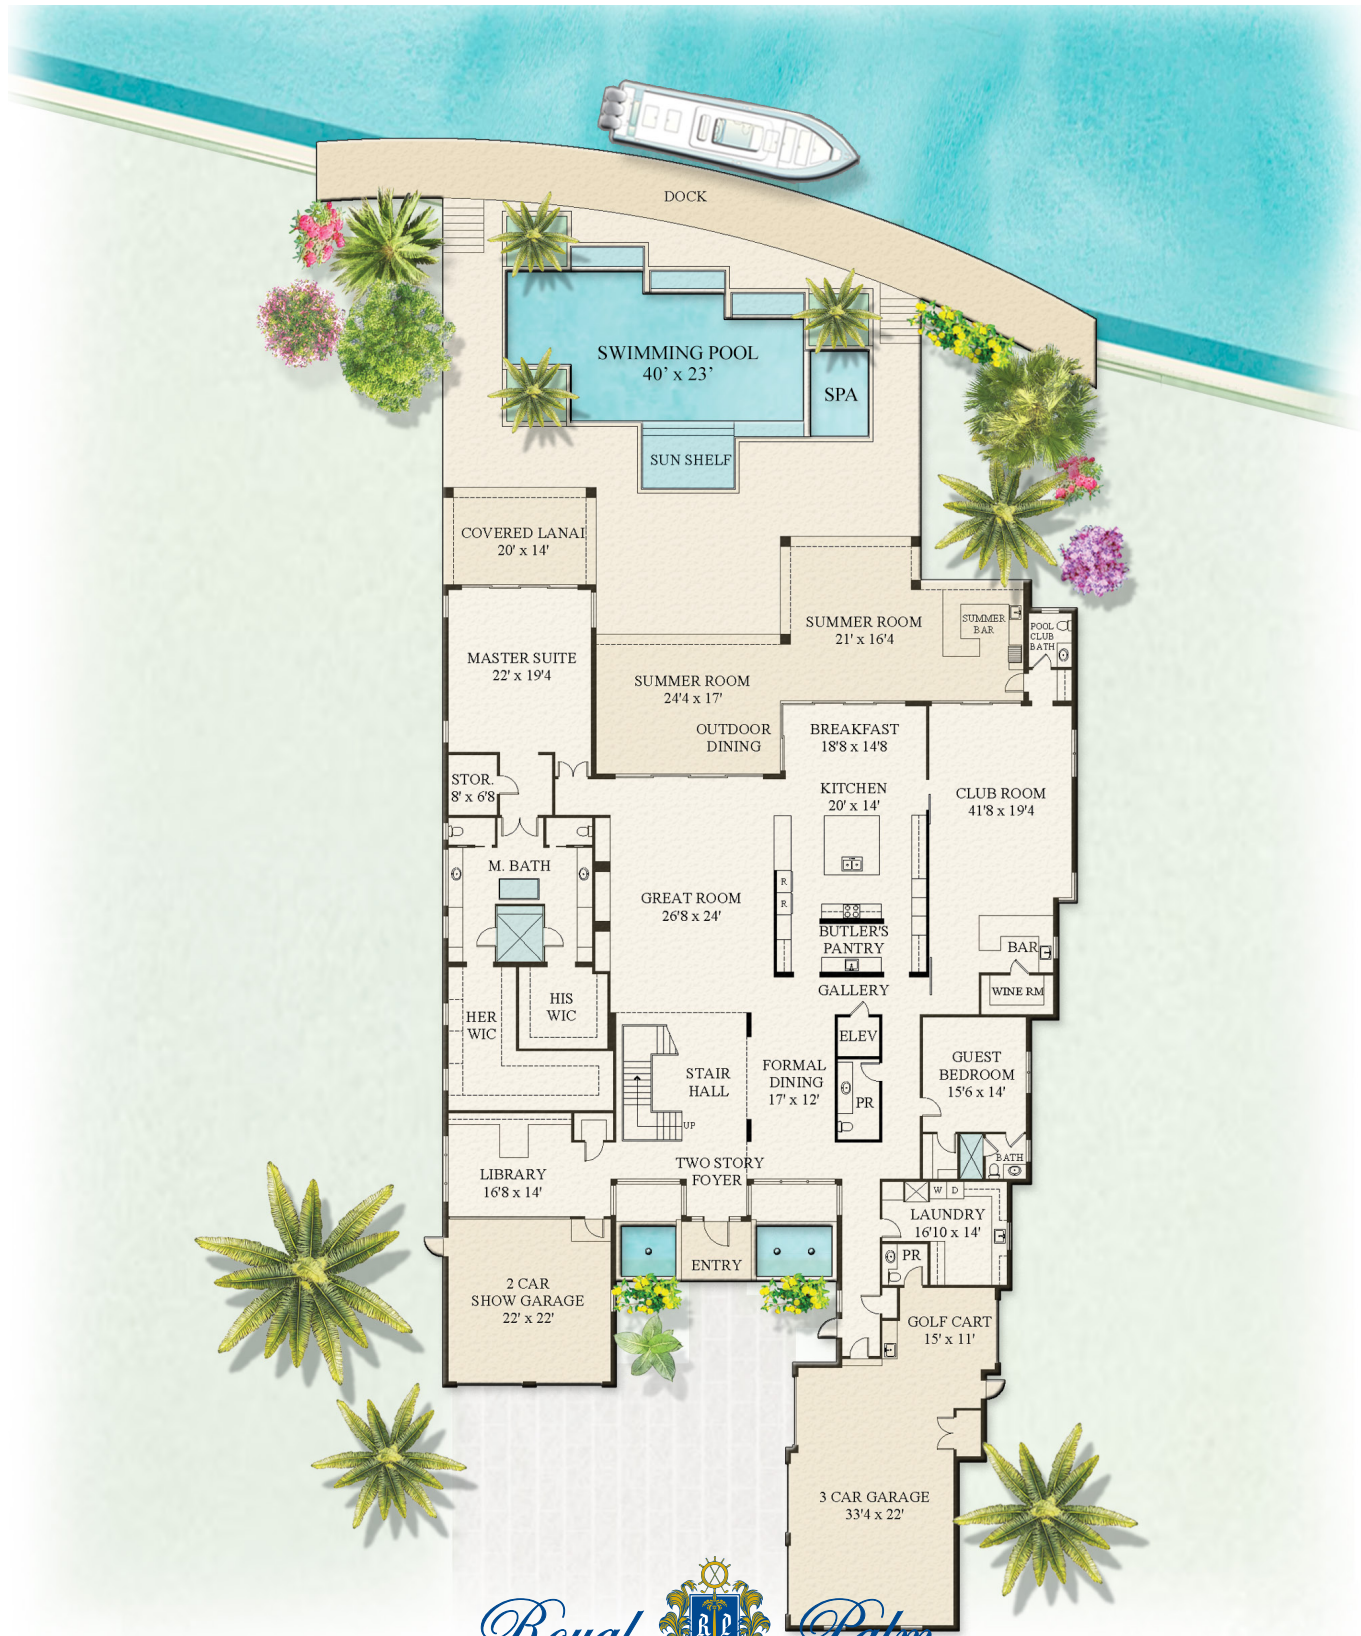 DOCK
SWIMMING POOL
40' x 23'
SPA
SUN SHELF
COVERED LANAI
20' x 14'
SUMMER ROOM
21' x 16'4
SUMMER
BAR
POOL
CLUB
BATH
MASTER SUITE
22' x 19'4
SUMMER ROOM
24'4 x 17'
OUTDOOR
DINING
BREAKFAST
18'8 x 14'8
STOR.
8' x 6'8
KITCHEN
20' x 14'
CLUB ROOM
41'8 x 19'4
M. BATH
R
R
GREAT ROOM
26'8 x 24'
BUTLER'S
PANTRY
BAR
GALLERY
WINE RM
HIS
WIC
HER
WIC
ELEV
STAIR
HALL
FORMAL
DINING
17' x 12'
GUEST
BEDROOM
15'6 x 14'
PR
UP
BATH
TWO STORY
FOYER
LIBRARY
16'8 x 14'
W D
LAUNDRY
16'10 x 14'
PR
ENTRY
2 CAR
SHOW GARAGE
22' x 22'
GOLF CART
15' x 11'
3 CAR GARAGE
33'4 x 22'
Royal RP Palm